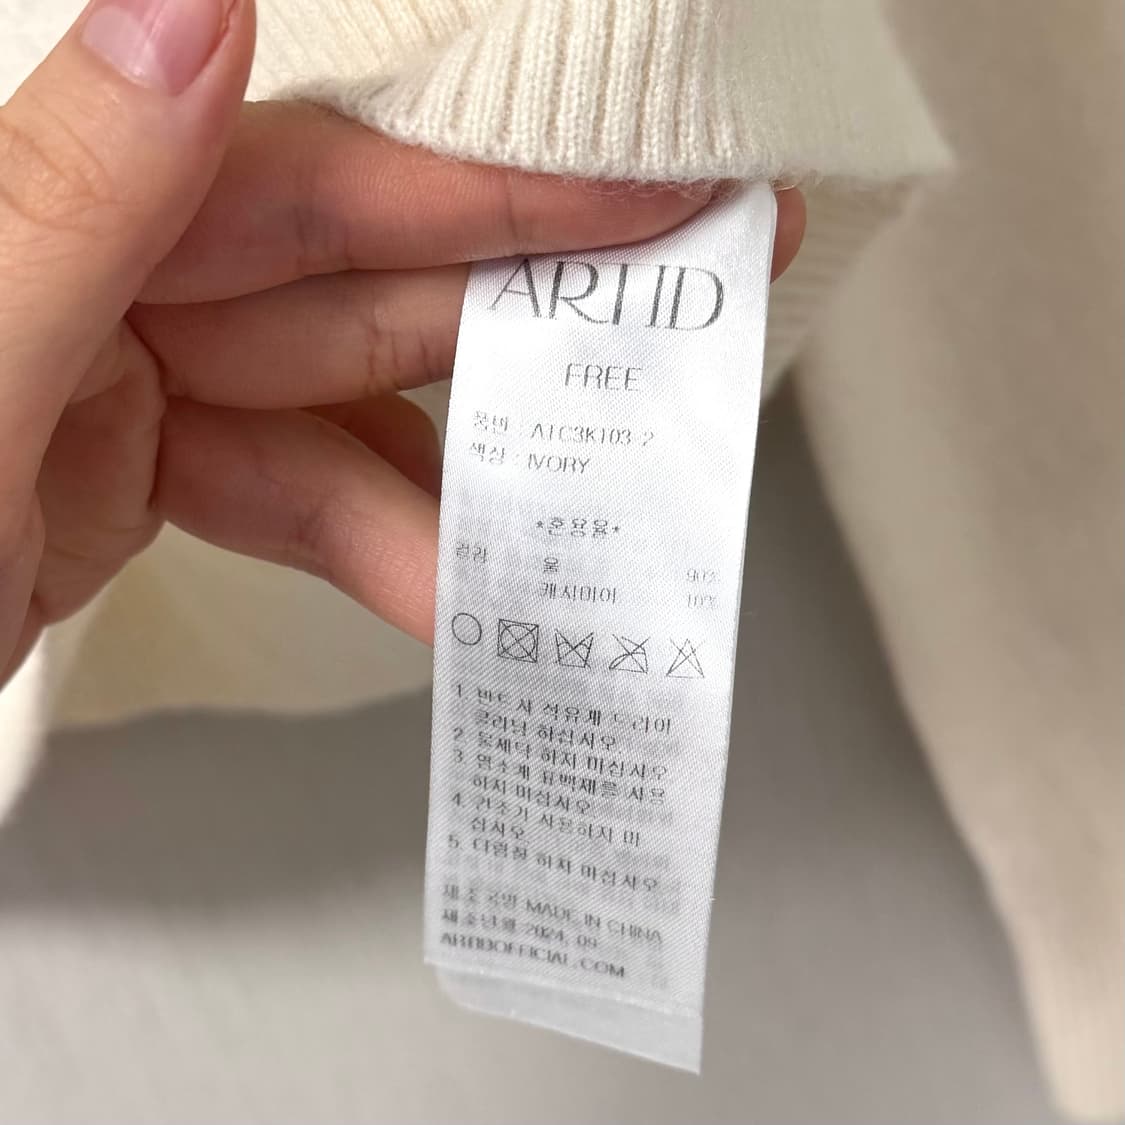 ARTID
FREE
품번 : A1C3K103-2
색상 : IVORY
*혼용율*
겉감 울 90%
캐시미어 10%
1. 반드시 석유계 드라이
클리닝 하십시오.
2. 물세탁 하지 마십시오
3. 염소계 표백제를 사용
하지 마십시오
4. 건조기 사용하지 마
십시오
5. 다림질 하지 마십시오
제조국명 MADE IN CHINA
제조년월 2024. 09